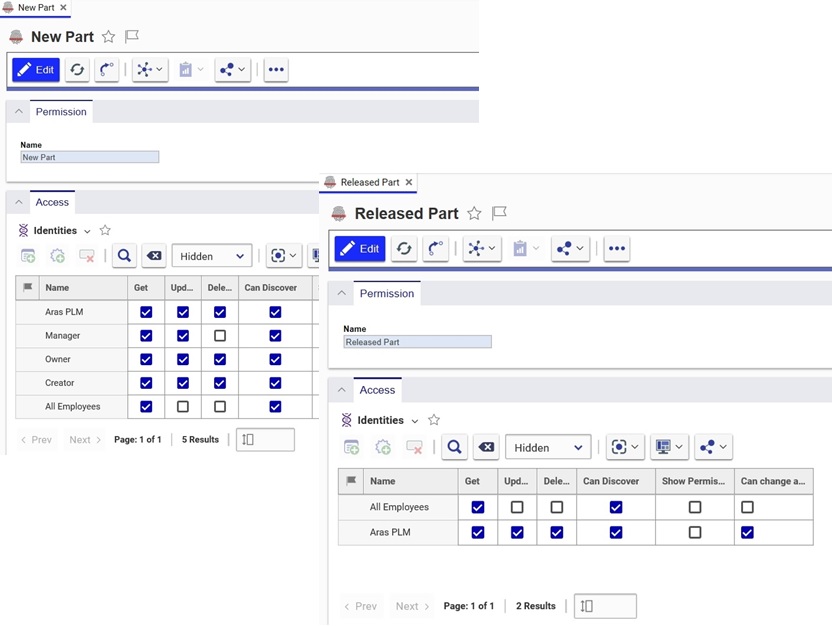 New Part
New Part
Edit
Permission
Name
New Part
Access
Identities
Hidden
Name Get Upd... Dele... Can Discover
Aras PLM
Manager
Owner
Creator
All Employees
Prev Next Page: 1 of 1 5 Results
Released Part
Released Part
Edit
Permission
Name
Released Part
Access
Identities
Hidden
Name Get Upd... Dele... Can Discover Show Permis... Can change a...
All Employees
Aras PLM
Prev Next Page: 1 of 1 2 Results